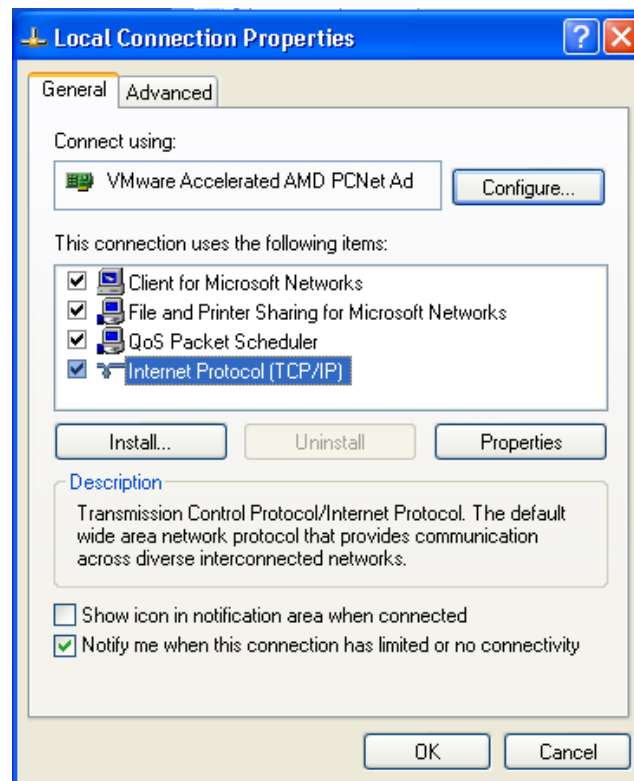 Local Connection Properties
?
X
General
Advanced
Connect using:
VMware Accelerated AMD PCNet Ad
Configure...
This connection uses the following items:
Client for Microsoft Networks
File and Printer Sharing for Microsoft Networks
QoS Packet Scheduler
Internet Protocol (TCP/IP)
Install...
Uninstall
Properties
Description
Transmission Control Protocol/Internet Protocol. The default
wide area network protocol that provides communication
across diverse interconnected networks.
Show icon in notification area when connected
Notify me when this connection has limited or no connectivity
OK
Cancel